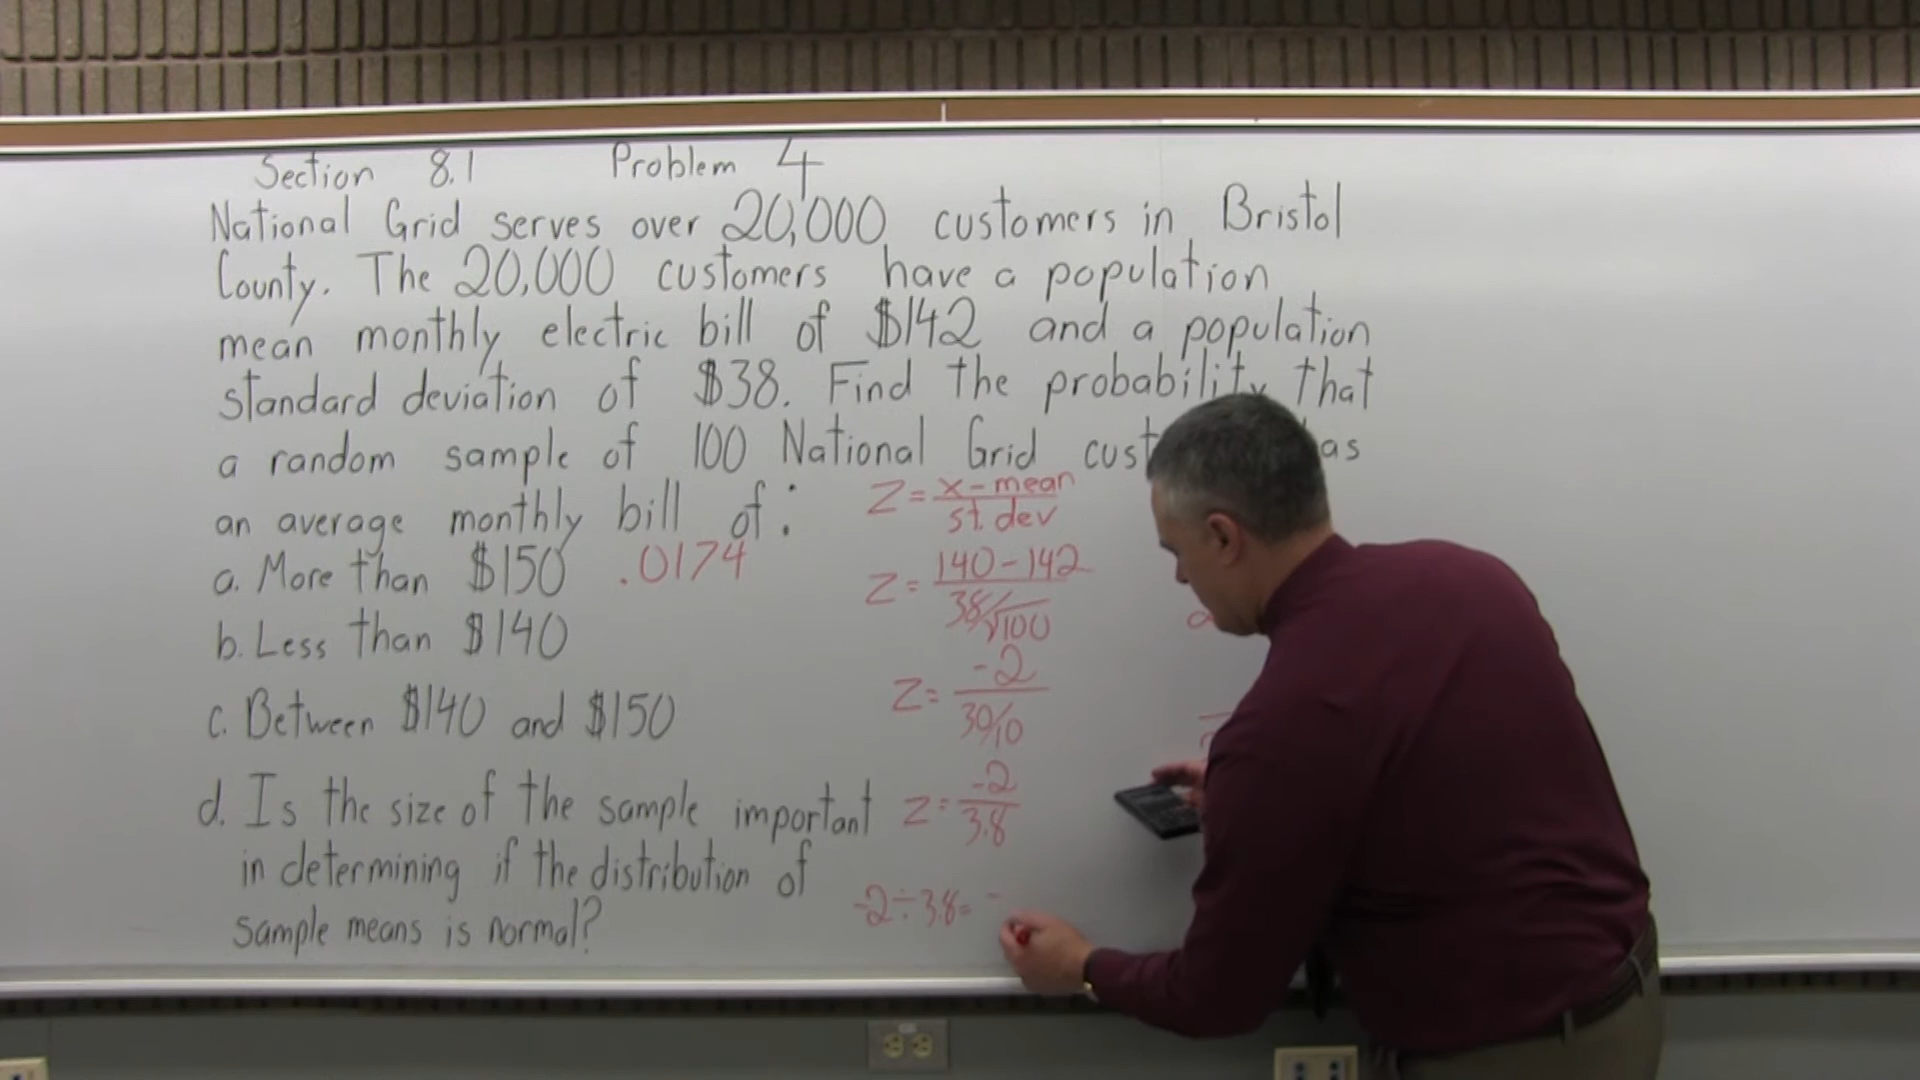 Section 8.1 Problem 4
National Grid serves over 20,000 customers in Bristol
County. The 20,000 customers have a population
mean monthly electric bill of $142 and a population
standard deviation of $38. Find the probability that
a random sample of 100 National Grid cust as
an average monthly bill of:
a. More than $150 .0174
b. Less than $140
c. Between $140 and $150
d. Is the size of the sample important
in determining if the distribution of
sample means is normal?
Z = x - mean / st. dev
Z = 140 - 142 / 38/√100
Z = -2 / 38/10
Z = -2 / 3.8
-2 ÷ 3.8 = -